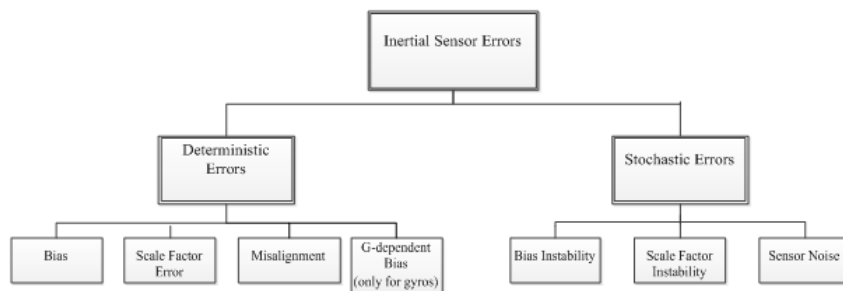 Inertial Sensor Errors
Deterministic
Errors
Stochastic Errors
Bias
Scale Factor
Error
Misalignment
G-dependent
Bias
(only for gyros)
Bias Instability
Scale Factor
Instability
Sensor Noise